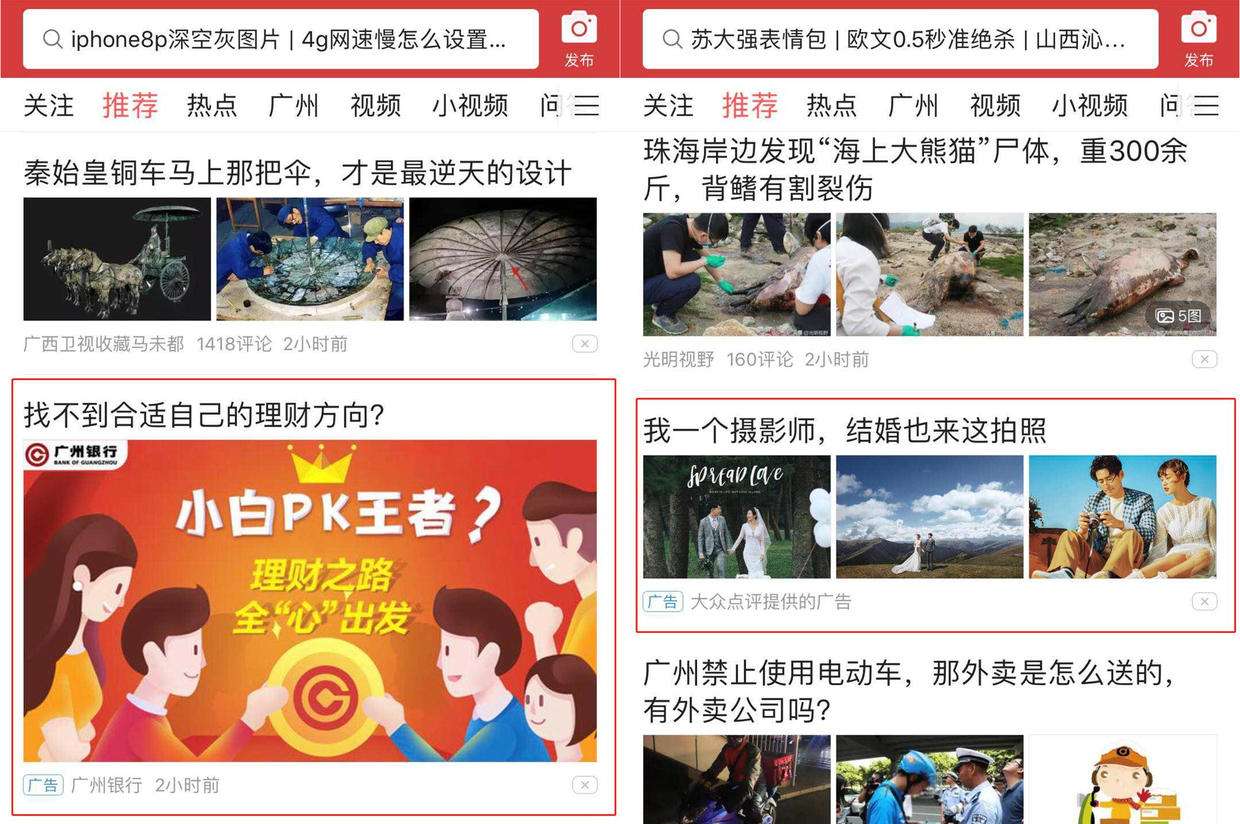 iphone8p深空灰图片 | 4g网速慢怎么设置...
发布
关注 推荐 热点 广州 视频 小视频 问
秦始皇铜车马上那把伞，才是最逆天的设计
广西卫视收藏马未都 1418评论 2小时前
找不到合适自己的理财方向?
广州银行
BANK OF GUANGZHOU
小白PK王者?
理财之路
全“心”出发
广告 广州银行 2小时前
苏大强表情包 | 欧文0.5秒准绝杀 | 山西沁...
发布
关注 推荐 热点 广州 视频 小视频 问
珠海岸边发现“海上大熊猫”尸体，重300余
斤，背鳍有割裂伤
@光明视野
5图
光明视野 160评论 2小时前
我一个摄影师，结婚也来这拍照
SPREAD LOVE
广告 大众点评提供的广告
广州禁止使用电动车，那外卖是怎么送的，
有外卖公司吗?